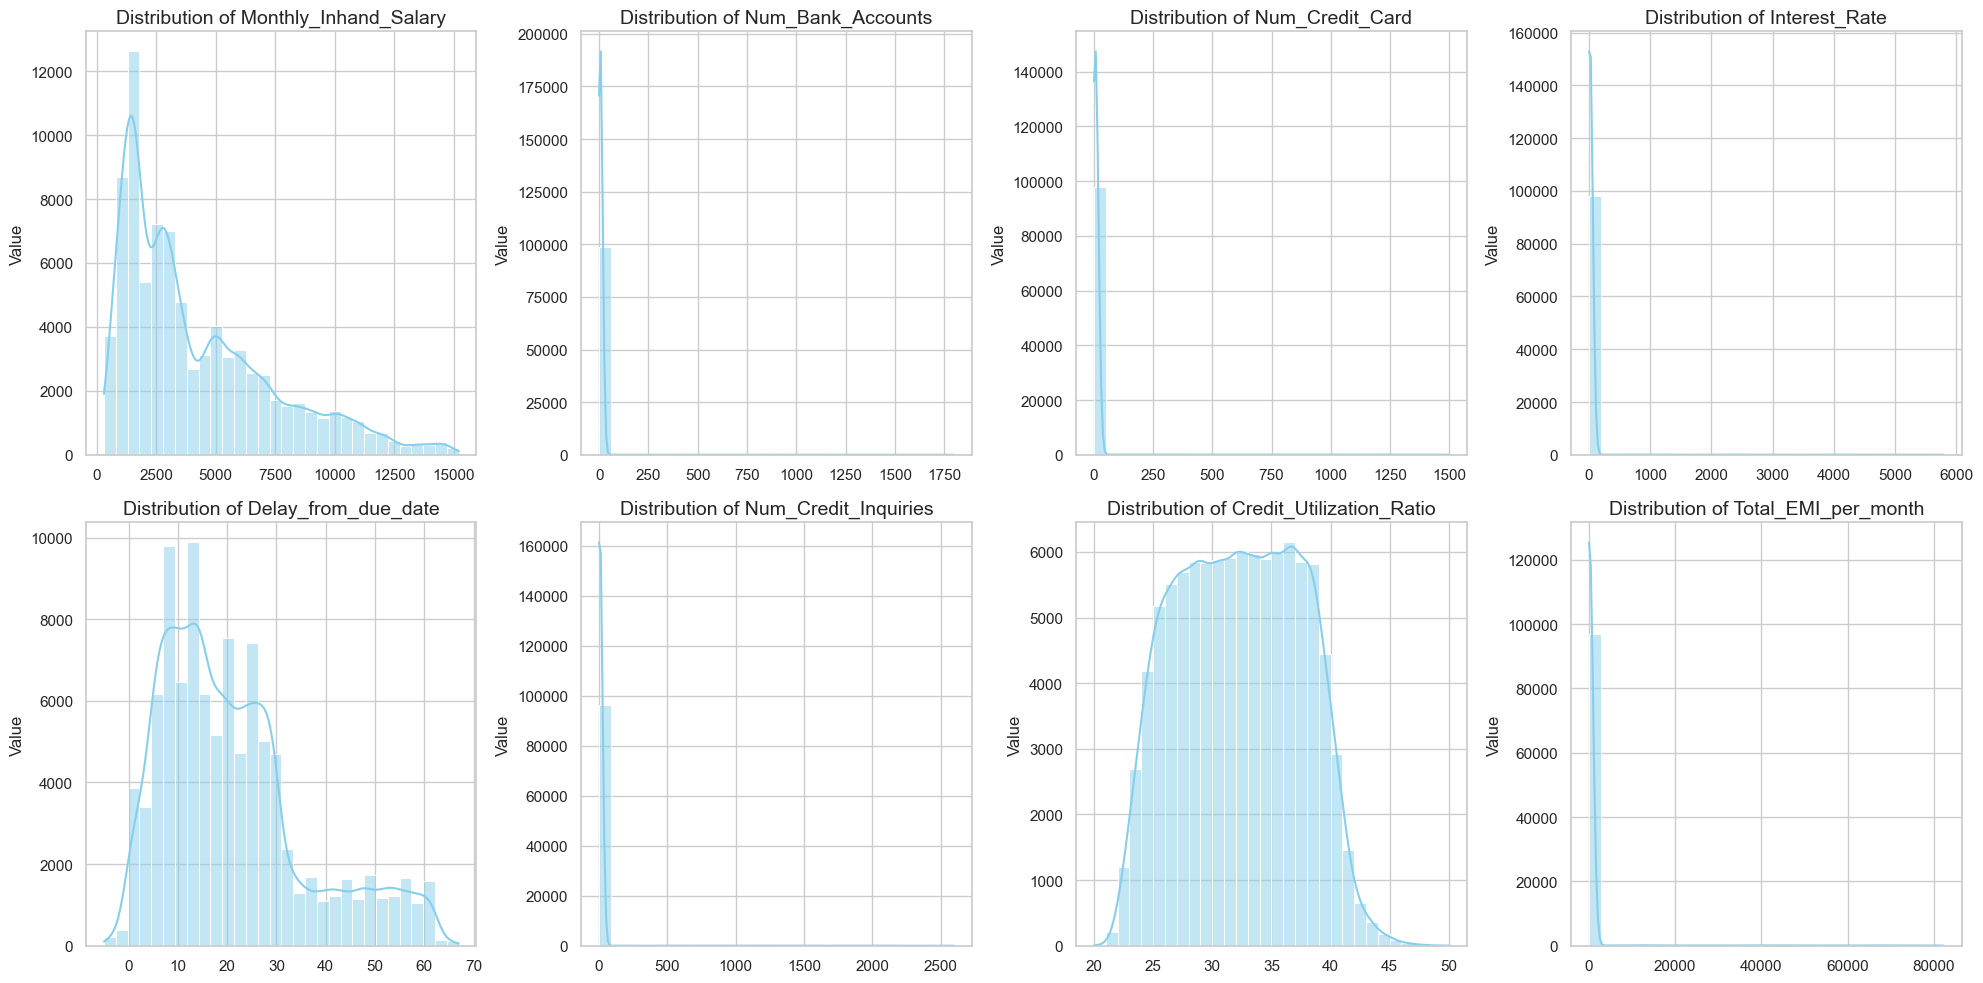 Distribution of Monthly_Inhand_Salary
Value
12000
10000
8000
6000
4000
2000
0
0 2500 5000 7500 10000 12500 15000
Distribution of Num_Bank_Accounts
Value
200000
175000
150000
125000
100000
75000
50000
25000
0
0 250 500 750 1000 1250 1500 1750
Distribution of Num_Credit_Card
Value
140000
120000
100000
80000
60000
40000
20000
0
0 250 500 750 1000 1250 1500
Distribution of Interest_Rate
Value
160000
140000
120000
100000
80000
60000
40000
20000
0
0 1000 2000 3000 4000 5000 6000
Distribution of Delay_from_due_date
Value
10000
8000
6000
4000
2000
0
0 10 20 30 40 50 60 70
Distribution of Num_Credit_Inquiries
Value
160000
140000
120000
100000
80000
60000
40000
20000
0
0 500 1000 1500 2000 2500
Distribution of Credit_Utilization_Ratio
Value
6000
5000
4000
3000
2000
1000
0
20 25 30 35 40 45 50
Distribution of Total_EMI_per_month
Value
120000
100000
80000
60000
40000
20000
0
0 20000 40000 60000 80000